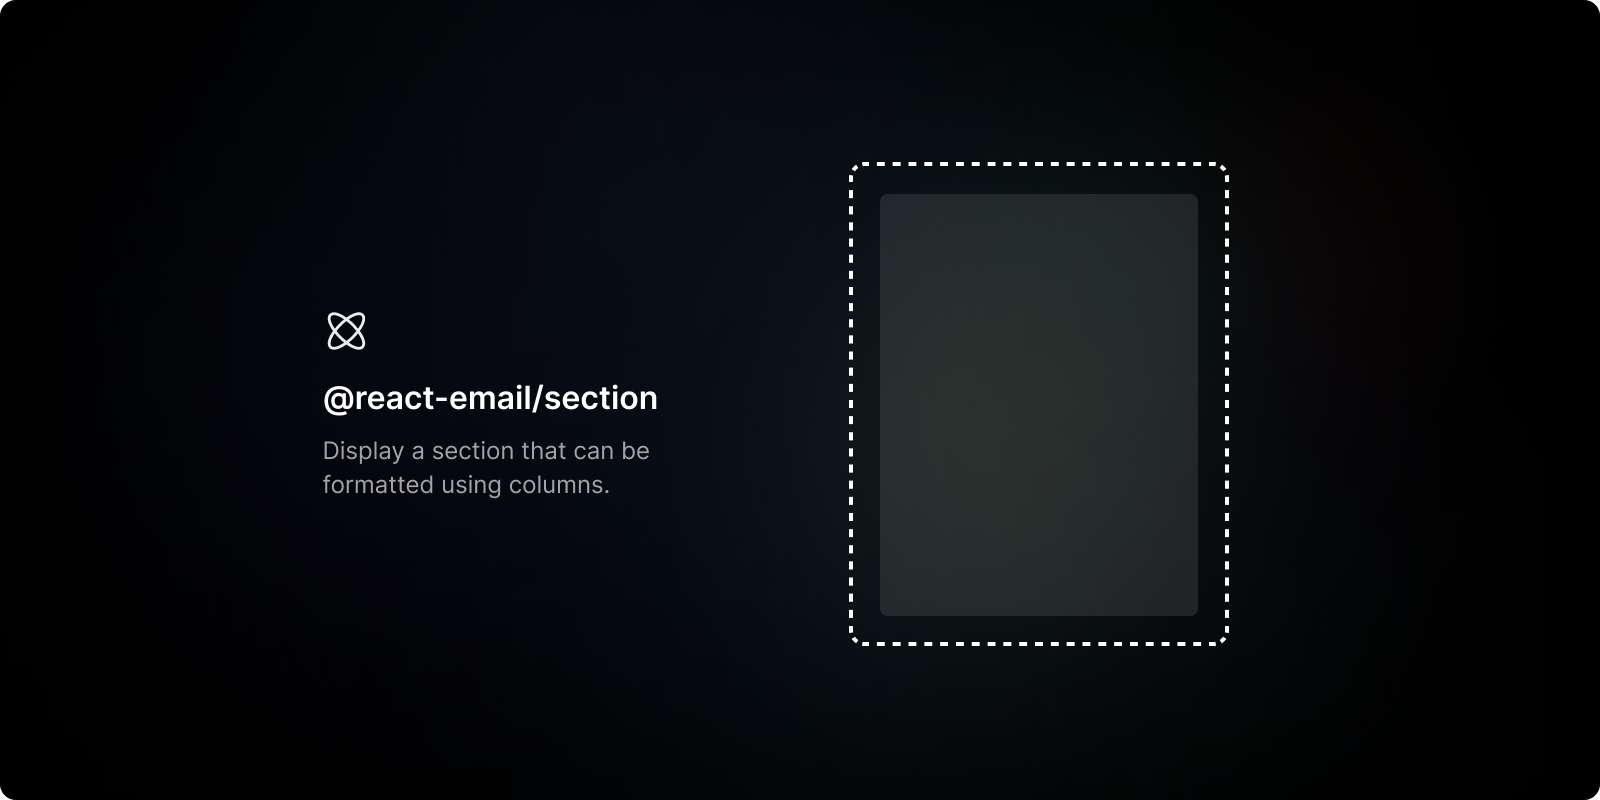 @react-email/section
Display a section that can be
formatted using columns.